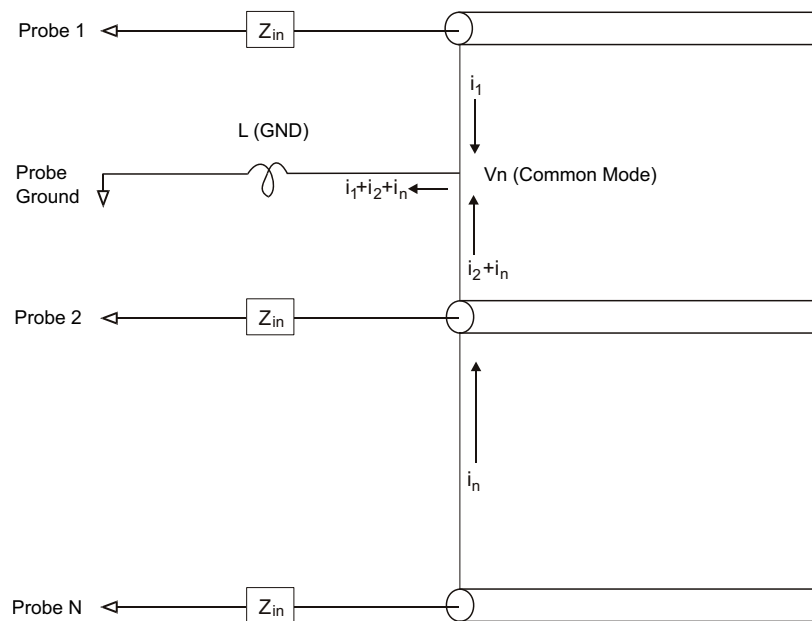 Probe 1
Zin
i1
L (GND)
Probe
Ground
i1+i2+in
Vn (Common Mode)
i2+in
Probe 2
Zin
in
Probe N
Zin